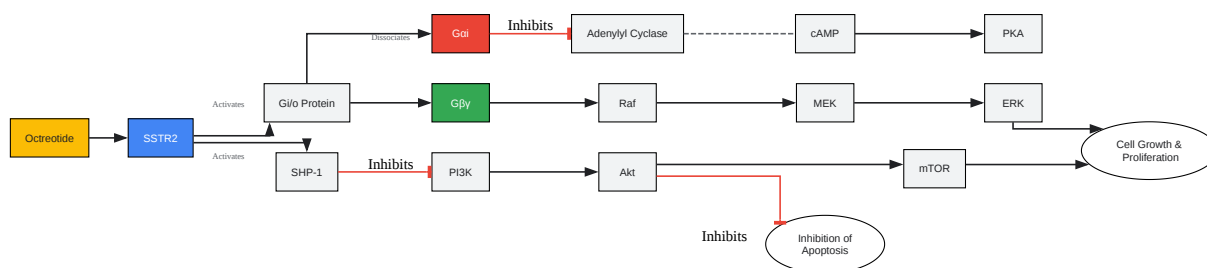 Inhibits
Dissociates
Gαi
Adenylyl Cyclase
cAMP
PKA
Activates
Gi/o Protein
Gβγ
Raf
MEK
ERK
Octreotide
SSTR2
Activates
SHP-1
Inhibits
PI3K
Akt
mTOR
Cell Growth &
Proliferation
Inhibits
Inhibition of
Apoptosis